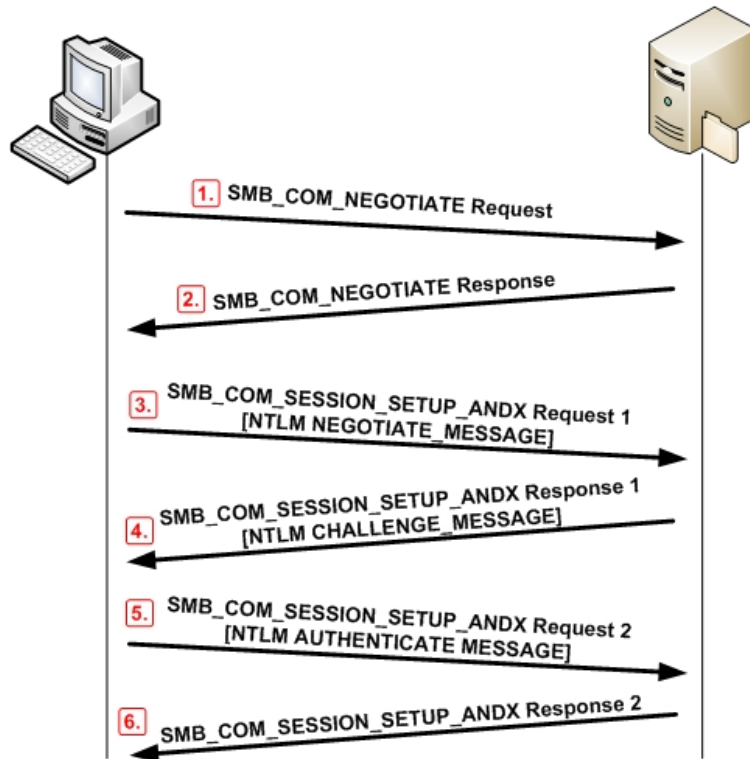 1. SMB_COM_NEGOTIATE Request
2. SMB_COM_NEGOTIATE Response
3. SMB_COM_SESSION_SETUP_ANDX Request 1
[NTLM NEGOTIATE_MESSAGE]
4. SMB_COM_SESSION_SETUP_ANDX Response 1
[NTLM CHALLENGE_MESSAGE]
5. SMB_COM_SESSION_SETUP_ANDX Request 2
[NTLM AUTHENTICATE MESSAGE]
6. SMB_COM_SESSION_SETUP_ANDX Response 2